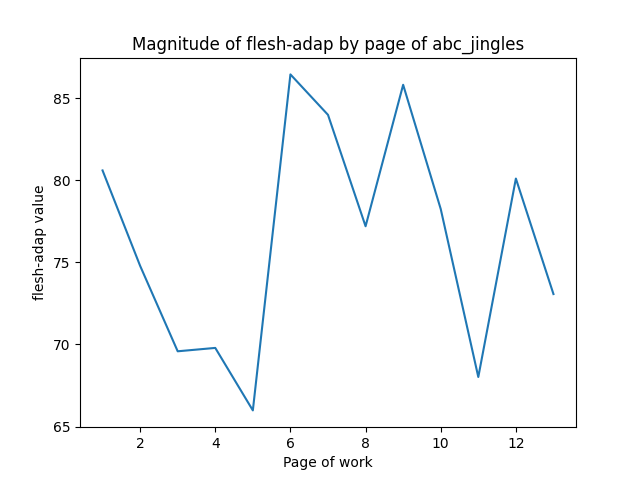 Magnitude of flesh-adap by page of abc_jingles
85
80
75
70
65
flesh-adap value
2 4 6 8 10 12
Page of work